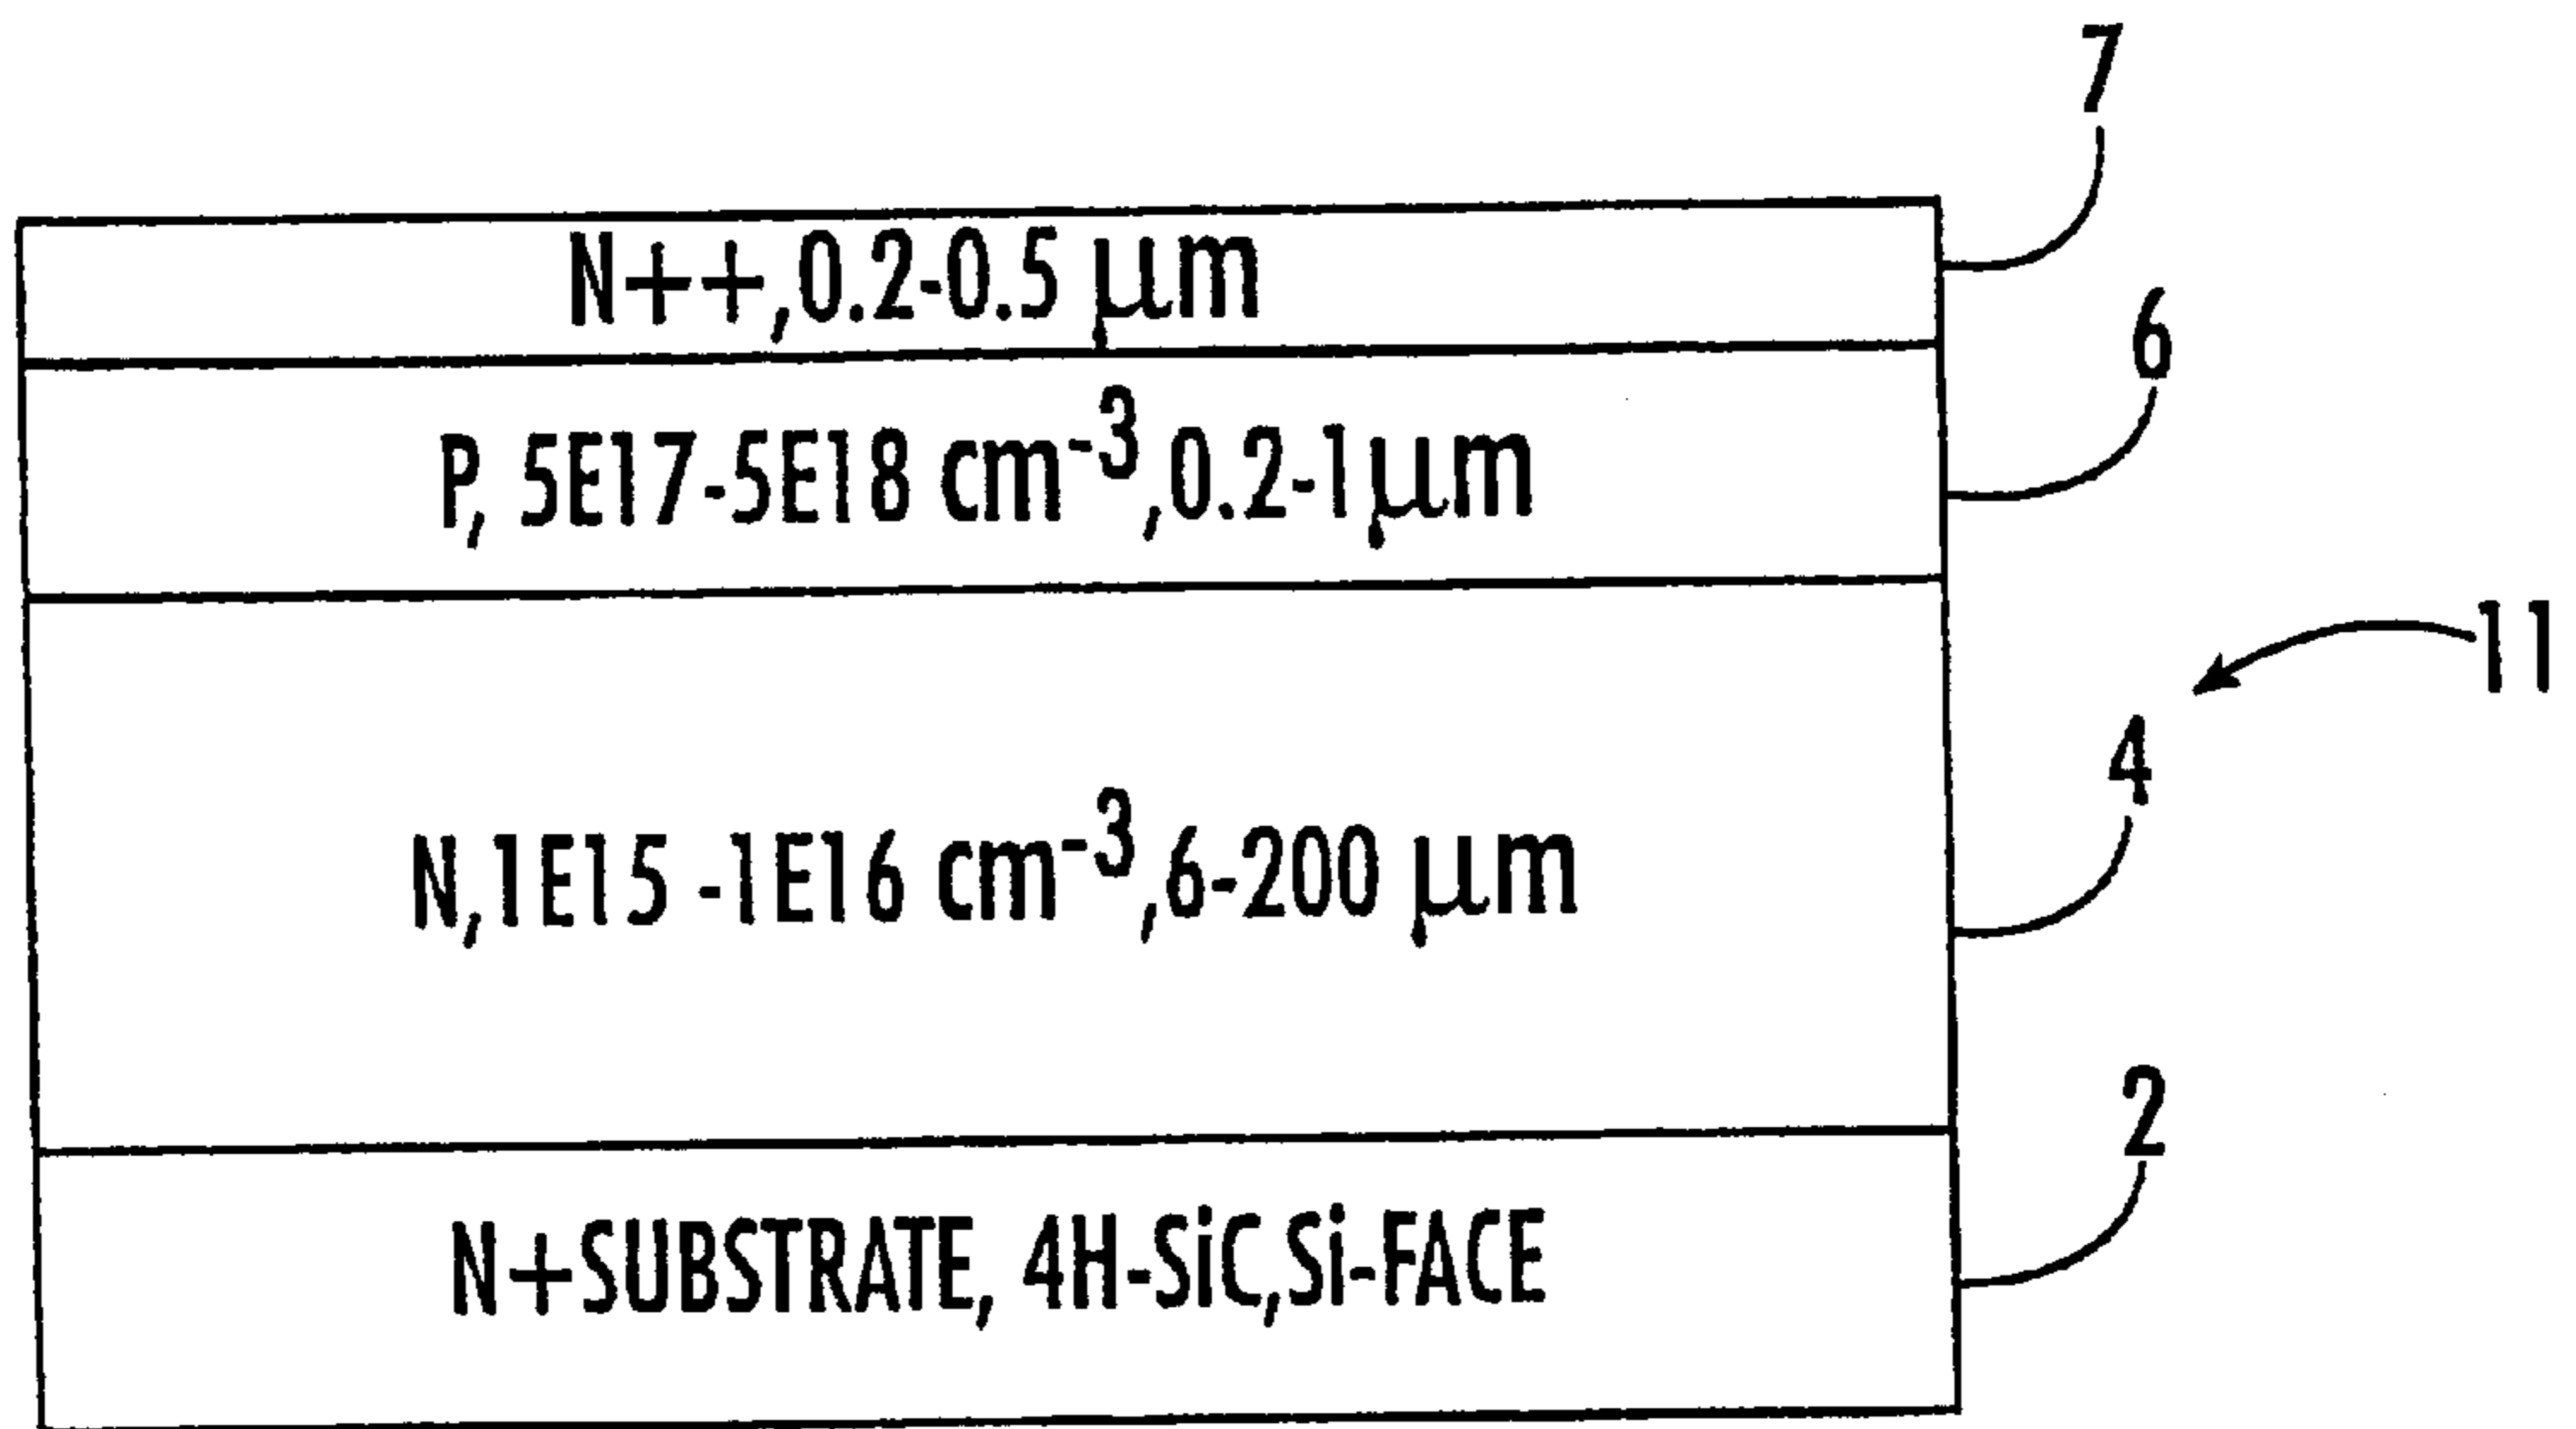 7
N++,0.2-0.5 μm
6
P, 5E17-5E18 cm⁻³,0.2-1μm
11
4
N,1E15 -1E16 cm⁻³,6-200 μm
2
N+SUBSTRATE, 4H-SiC,Si-FACE